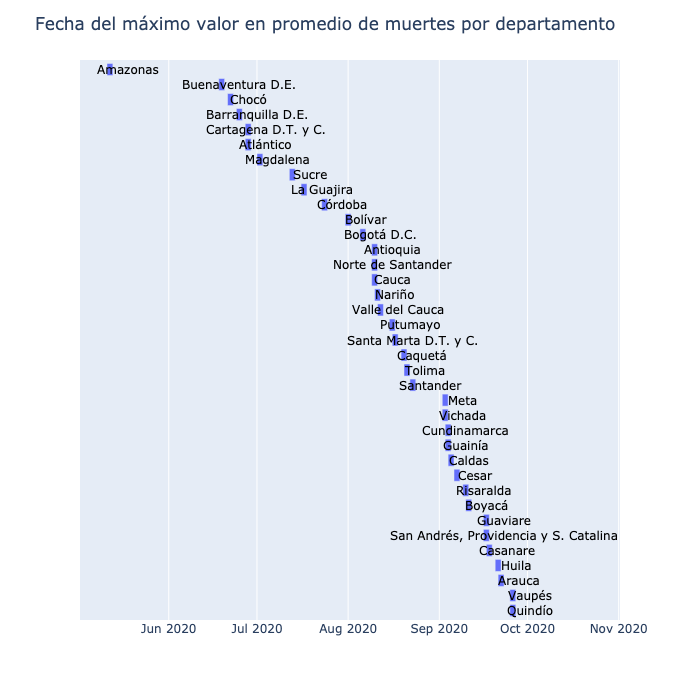 Fecha del máximo valor en promedio de muertes por departamento
Amazonas
Buenaventura D.E.
Chocó
Barranquilla D.E.
Cartagena D.T. y C.
Atlántico
Magdalena
Sucre
La Guajira
Córdoba
Bolívar
Bogotá D.C.
Antioquia
Norte de Santander
Cauca
Nariño
Valle del Cauca
Putumayo
Santa Marta D.T. y C.
Caquetá
Tolima
Santander
Meta
Vichada
Cundinamarca
Guainía
Caldas
Cesar
Risaralda
Boyacá
Guaviare
San Andrés, Providencia y S. Catalina
Casanare
Huila
Arauca
Vaupés
Quindío
Jun 2020 Jul 2020 Aug 2020 Sep 2020 Oct 2020 Nov 2020